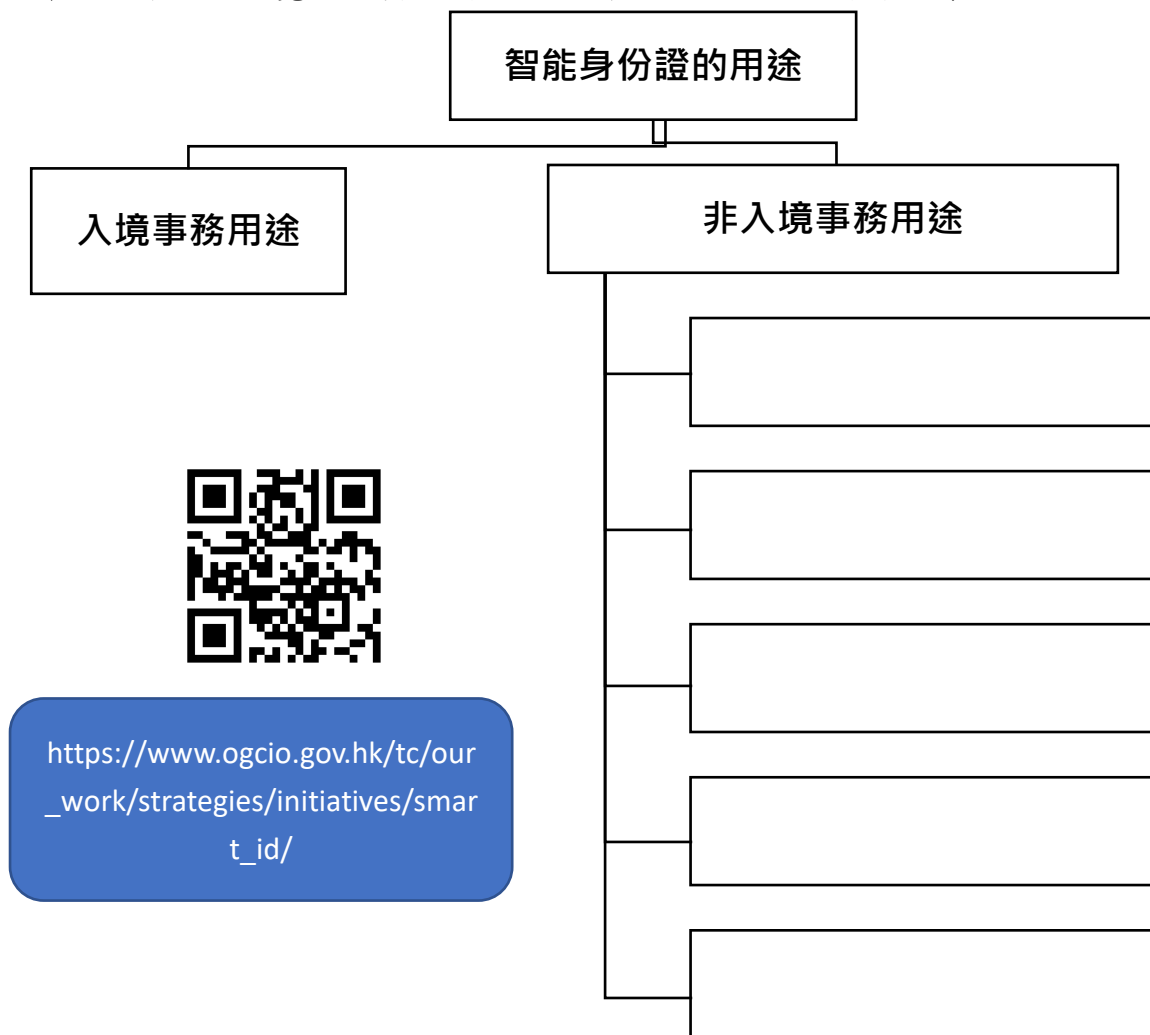 智能身份證的用途
入境事務用途
非入境事務用途
https://www.ogcio.gov.hk/tc/our
_work/strategies/initiatives/smar
t_id/